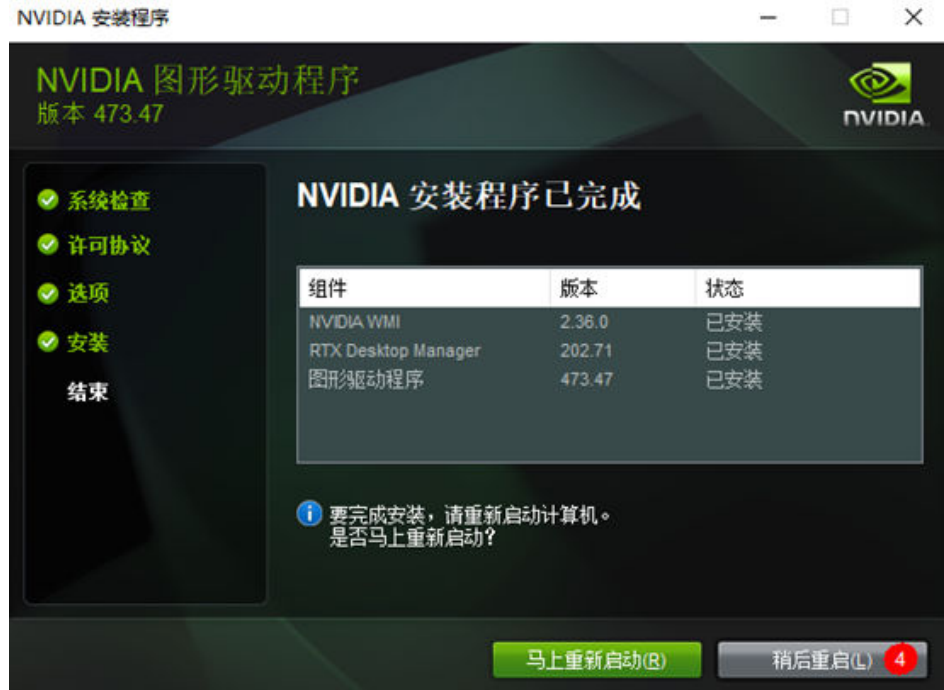 NVIDIA 安装程序
NVIDIA 图形驱动程序
版本 473.47
NVIDIA.
系统检查
许可协议
选项
安装
结束
NVIDIA 安装程序已完成
组件 版本 状态
NVIDIA WMI 2.36.0 已安装
RTX Desktop Manager 202.71 已安装
图形驱动程序 473.47 已安装
要完成安装，请重新启动计算机。
是否马上重新启动?
马上重新启动(R) 稍后重启(L) 4